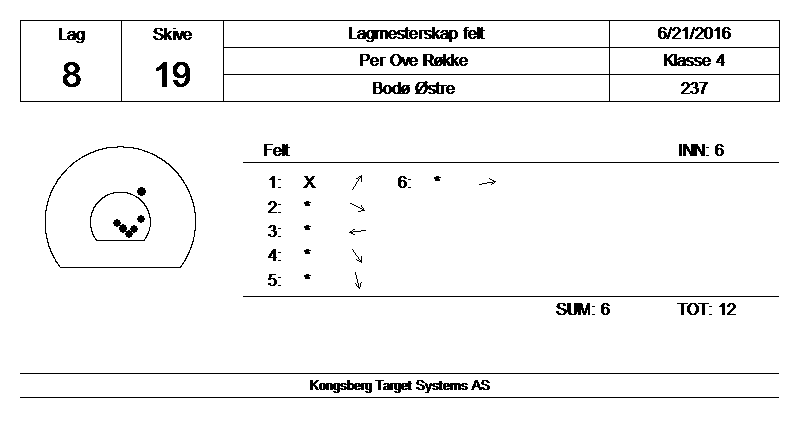 Lag Skive Lagmesterskap felt 6/21/2016
8 19 Per Ove Røkke Klasse 4
Bodø Østre 237
Felt INN: 6
1: X 6: *
2: *
3: *
4: *
5: *
SUM: 6 TOT: 12
Kongsberg Target Systems AS